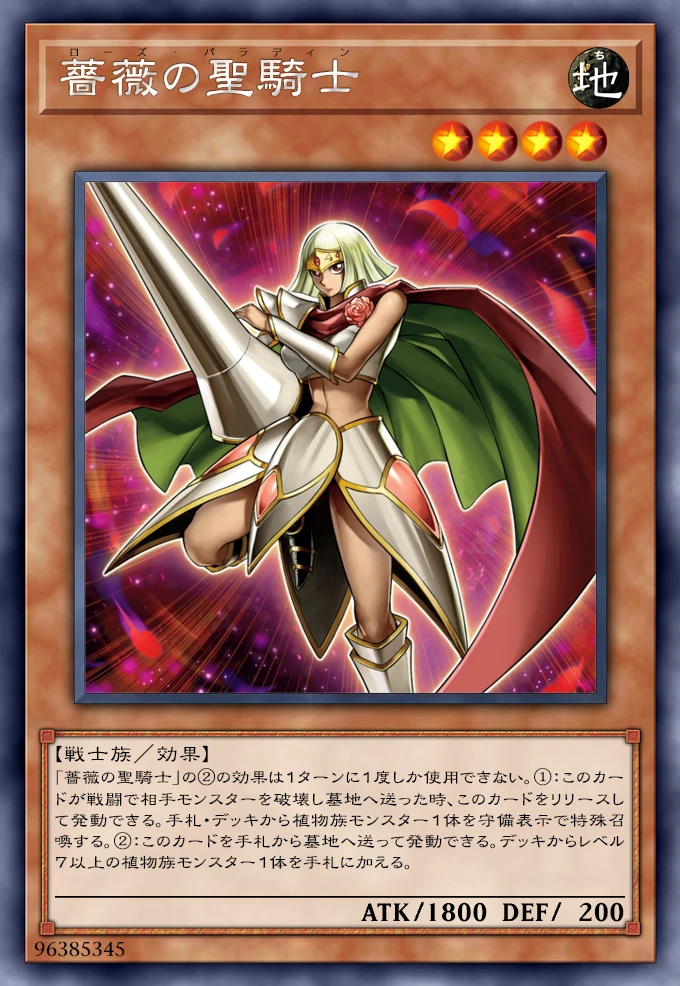 ローズ・パラディン
薔薇の聖騎士
ち
地
【戦士族／効果】
「薔薇の聖騎士」の②の効果は１ターンに１度しか使用できない。①：このカー
ドが戦闘で相手モンスターを破壊し墓地へ送った時、このカードをリリースし
て発動できる。手札・デッキから植物族モンスター１体を守備表示で特殊召
喚する。②：このカードを手札から墓地へ送って発動できる。デッキからレベル
７以上の植物族モンスター１体を手札に加える。
ATK/1800 DEF/ 200
96385345